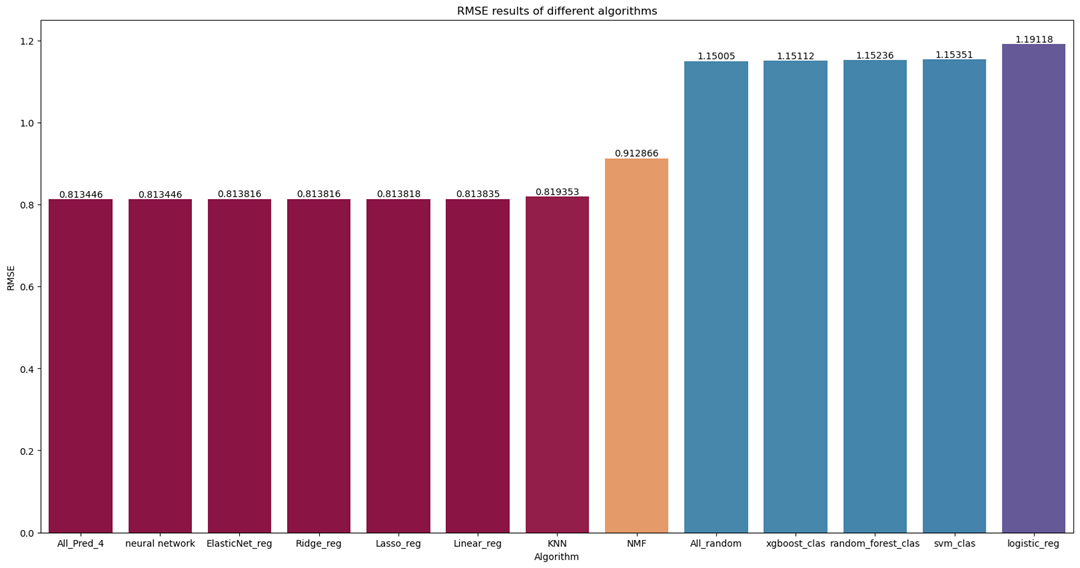 RMSE results of different algorithms
1.2
1.0
0.8
0.6
0.4
0.2
0.0
RMSE
0.813446 0.813446 0.813816 0.813816 0.813818 0.813835 0.819353 0.912866 1.15005 1.15112 1.15236 1.15351 1.19118
All_Pred_4 neural network ElasticNet_reg Ridge_reg Lasso_reg Linear_reg KNN NMF All_random xgboost_clas random_forest_clas svm_clas logistic_reg
Algorithm